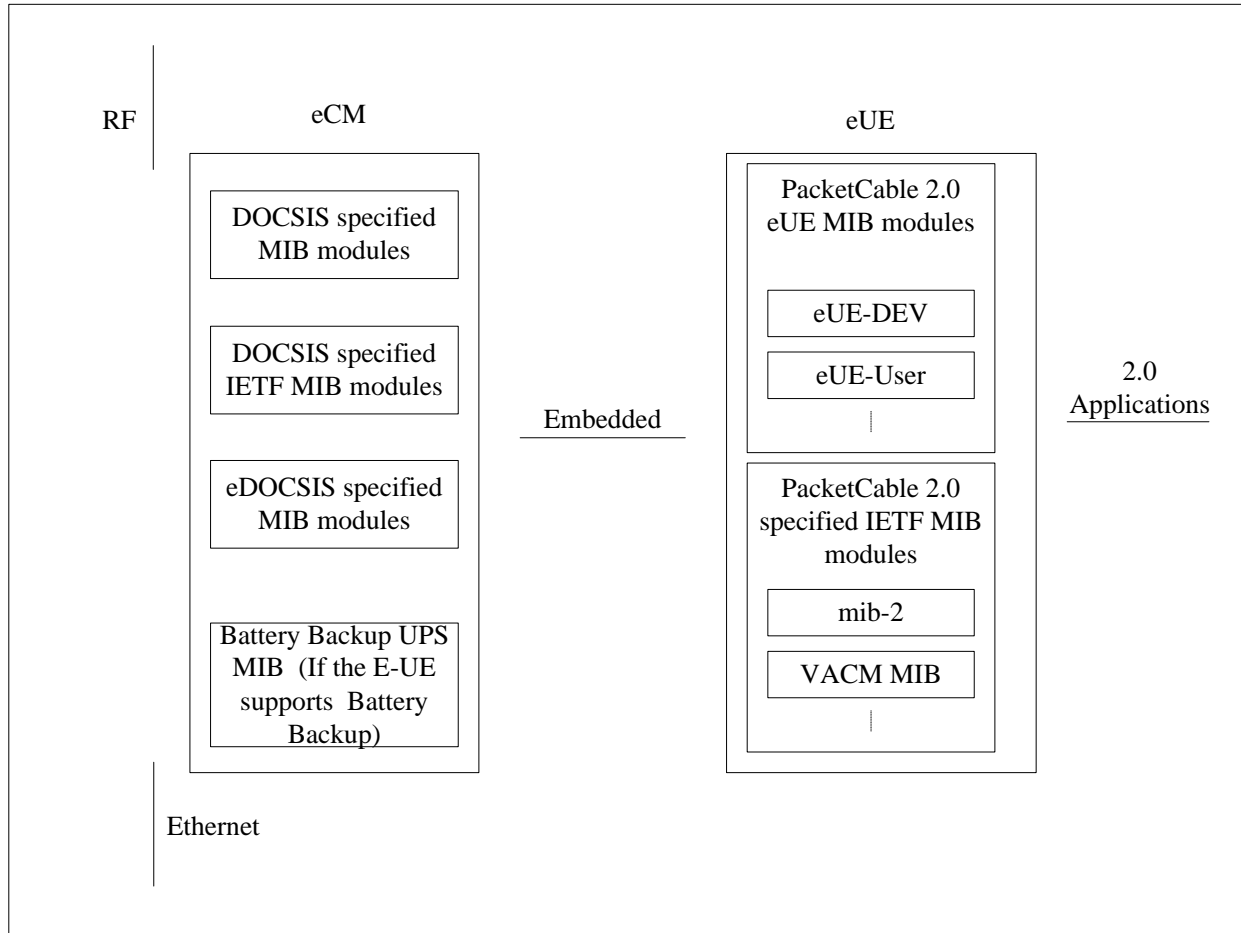 RF
eCM
DOCSIS specified
MIB modules
DOCSIS specified
IETF MIB modules
eDOCSIS specified
MIB modules
Battery Backup UPS
MIB (If the E-UE
supports Battery
Backup)
Ethernet
Embedded
eUE
PacketCable 2.0
eUE MIB modules
eUE-DEV
eUE-User
PacketCable 2.0
specified IETF MIB
modules
mib-2
VACM MIB
2.0
Applications